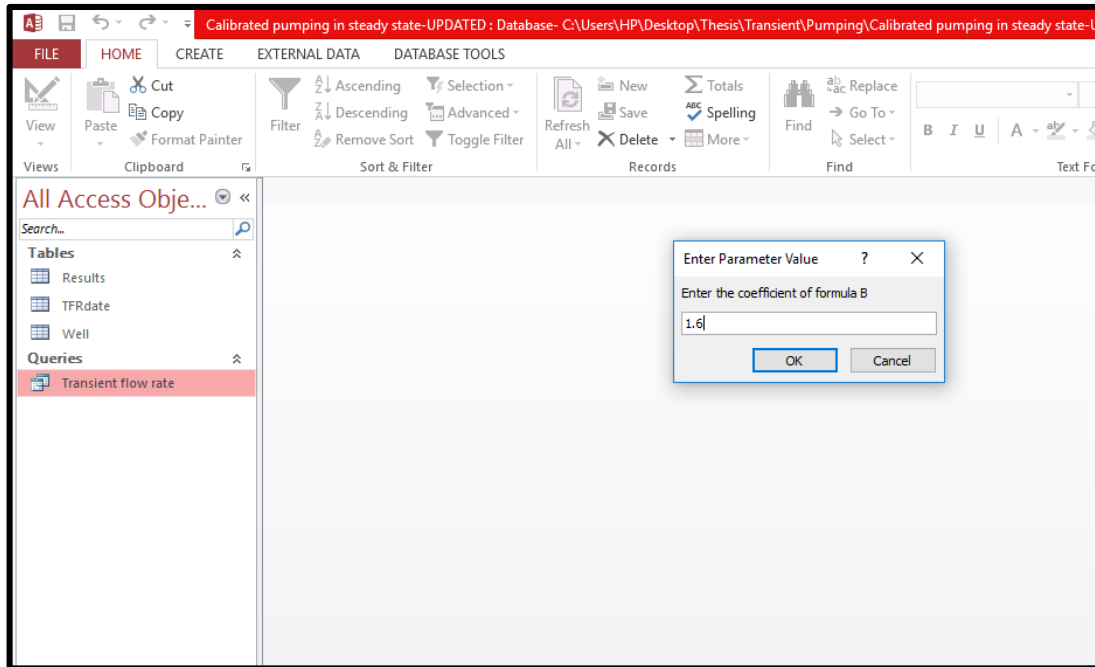 Calibrated pumping in steady state-UPDATED : Database- C:\Users\HP\Desktop\Thesis\Transient\Pumping\Calibrated pumping in steady state-U
FILE HOME CREATE EXTERNAL DATA DATABASE TOOLS
View
Paste
Cut
Copy
Format Painter
Filter
Ascending
Descending
Remove Sort
Selection
Advanced
Toggle Filter
Refresh
All
New
Save
Delete
Totals
Spelling
More
Find
Replace
Go To
Select
B I U A
Views Clipboard Sort & Filter Records Find Text Fo
All Access Obje...
Search...
Tables
Results
TFRdate
Well
Queries
Transient flow rate
Enter Parameter Value ?
Enter the coefficient of formula B
1.6
OK Cancel